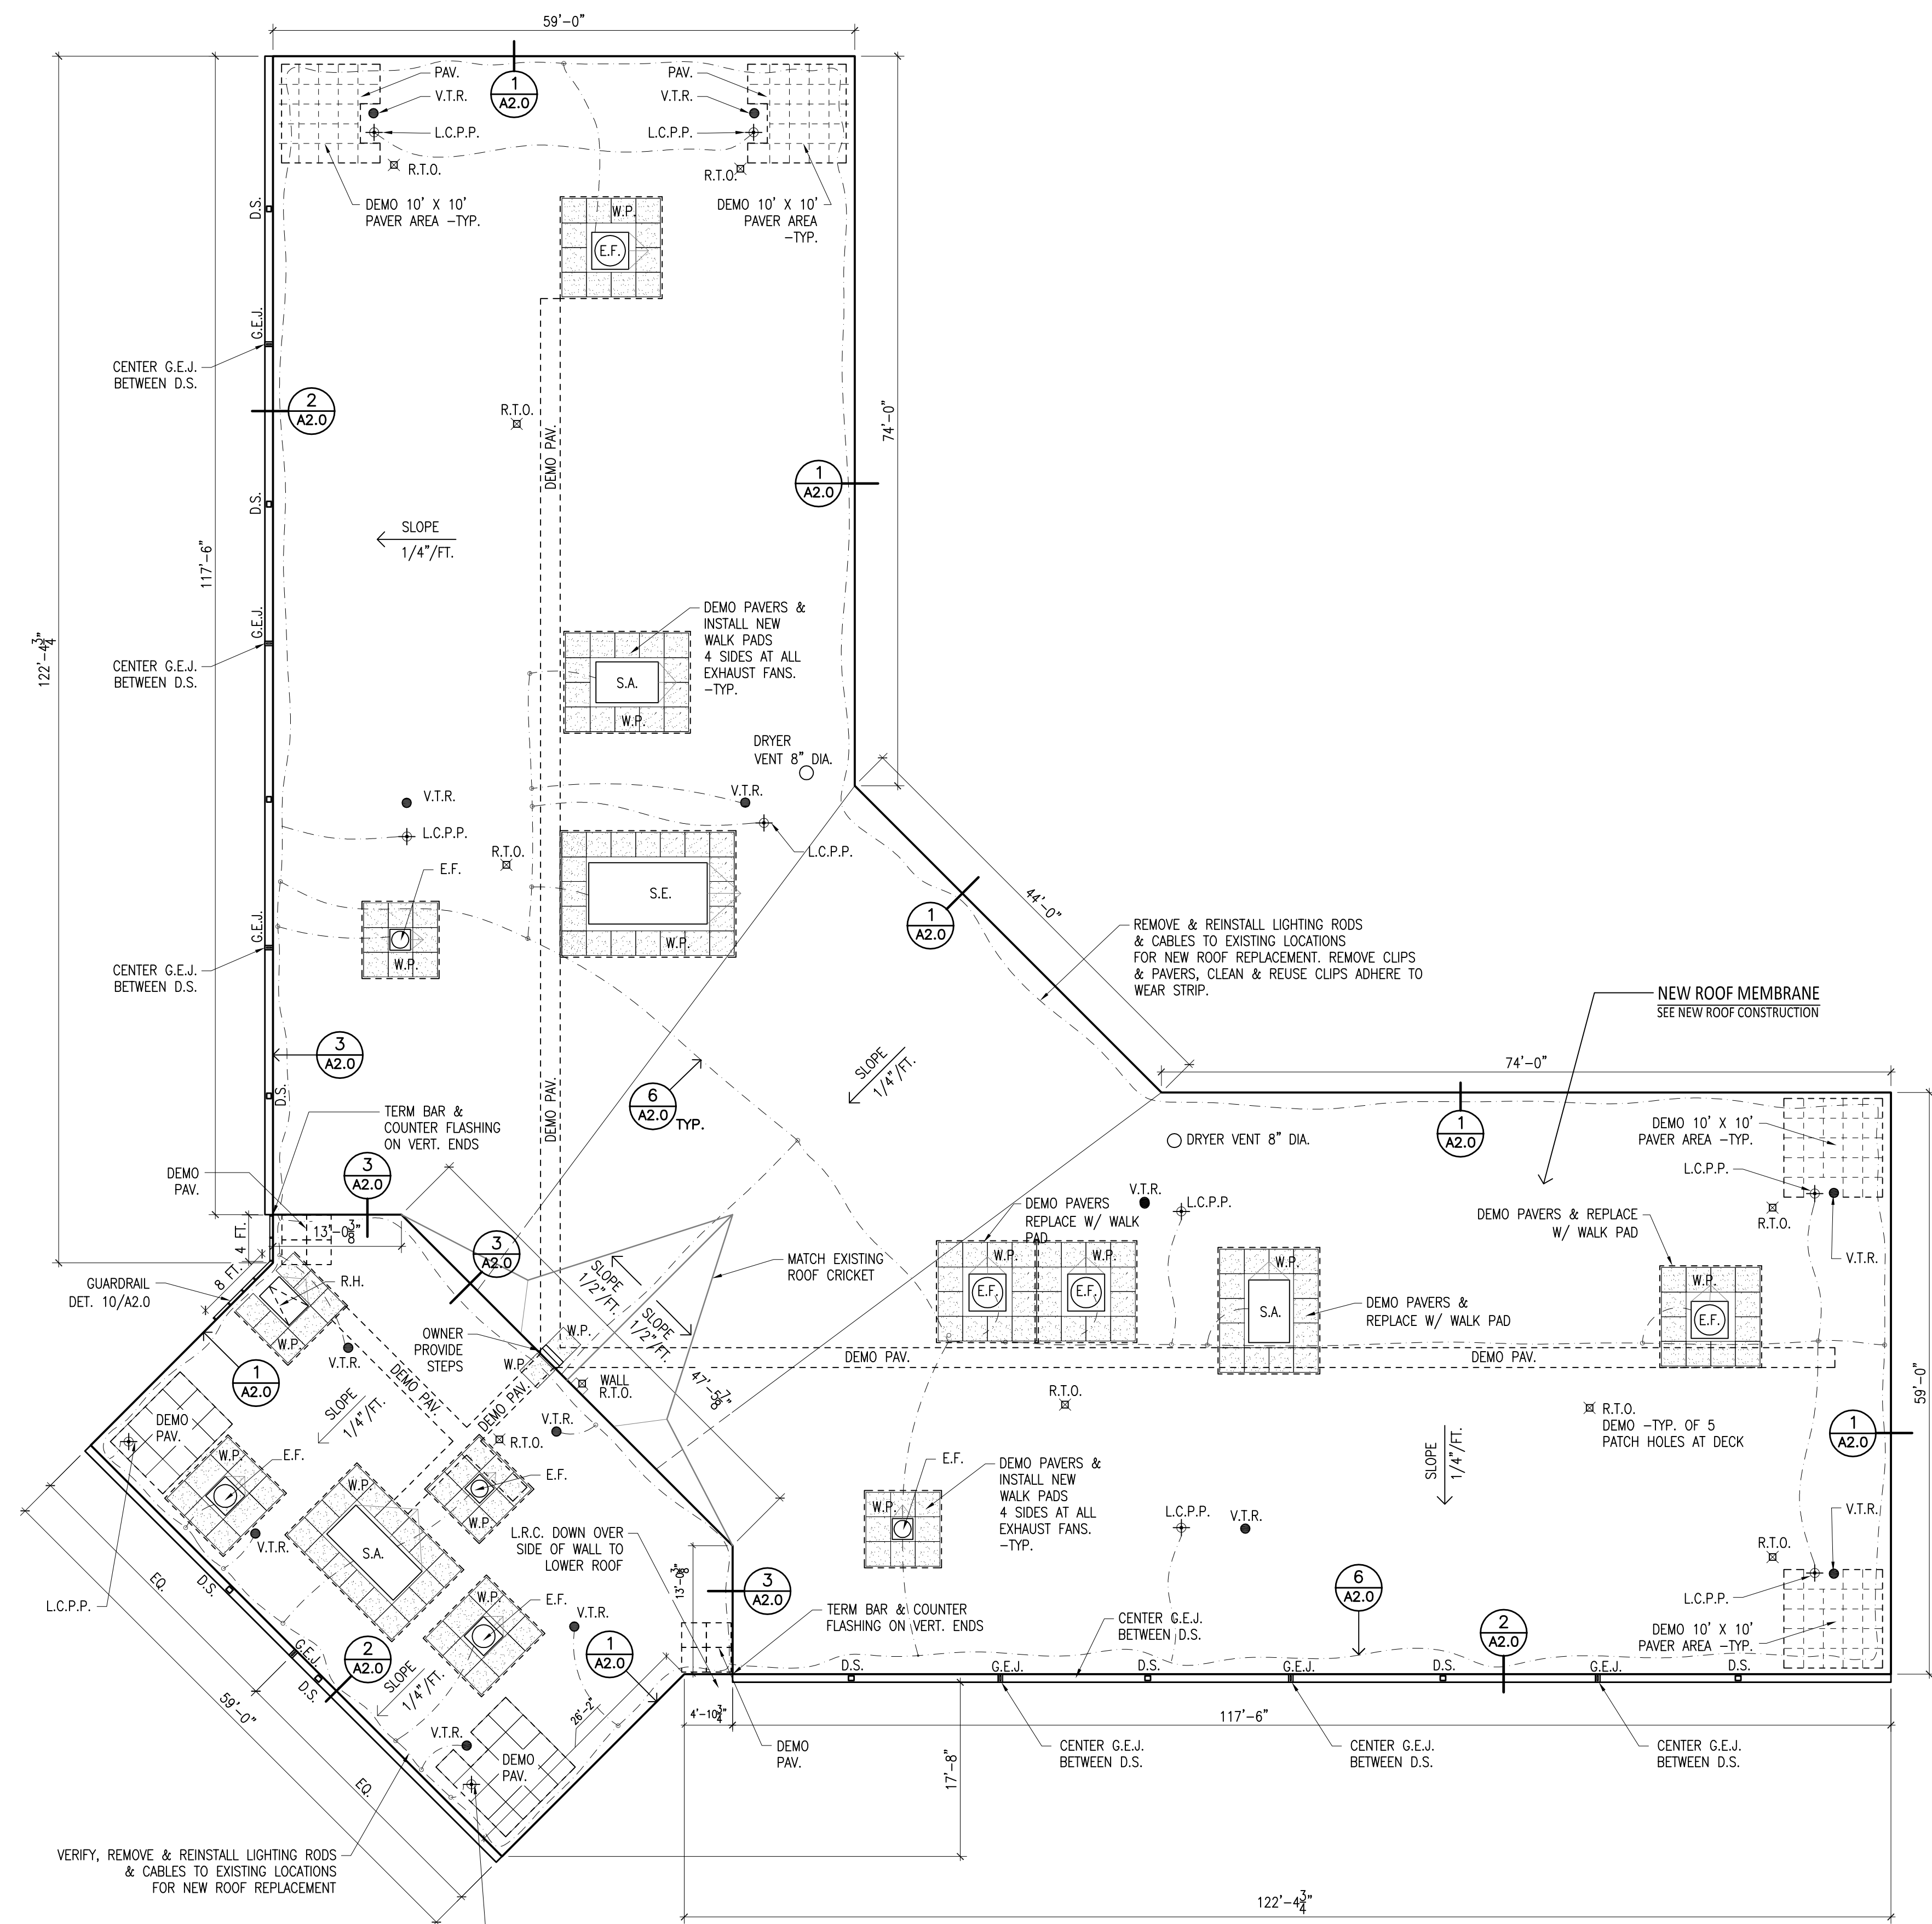 59'-0"
PAV.
V.T.R.
L.C.P.P.
R.T.O.
1
A2.0
PAV.
V.T.R.
L.C.P.P.
R.T.O.
DEMO 10' X 10'
PAVER AREA -TYP.
DEMO 10' X 10'
PAVER AREA
-TYP.
W.P.
E.F.
D.S.
G.E.J.
CENTER G.E.J.
BETWEEN D.S.
2
A2.0
R.T.O.
DEMO PAV.
74'-0"
1
A2.0
D.S.
SLOPE
1/4"/FT.
117'-6"
122'-4 3/4"
G.E.J.
CENTER G.E.J.
BETWEEN D.S.
DEMO PAVERS &
INSTALL NEW
WALK PADS
4 SIDES AT ALL
EXHAUST FANS.
-TYP.
S.A.
W.P.
DRYER
VENT 8" DIA.
V.T.R.
V.T.R.
L.C.P.P.
L.C.P.P.
R.T.O.
E.F.
S.E.
W.P.
W.P.
G.E.J.
CENTER G.E.J.
BETWEEN D.S.
44'-0"
1
A2.0
REMOVE & REINSTALL LIGHTING RODS
& CABLES TO EXISTING LOCATIONS
FOR NEW ROOF REPLACEMENT. REMOVE CLIPS
& PAVERS, CLEAN & REUSE CLIPS ADHERE TO
WEAR STRIP.
NEW ROOF MEMBRANE
SEE NEW ROOF CONSTRUCTION
3
A2.0
D.S.
SLOPE
1/4"/FT.
74'-0"
6
A2.0
TYP.
DEMO PAV.
TERM BAR &
COUNTER FLASHING
ON VERT. ENDS
DEMO
PAV.
3
A2.0
13'-0 3/8"
4 FT.
8 FT.
GUARDRAIL
DET. 10/A2.0
R.H.
W.P.
V.T.R.
3
A2.0
SLOPE
1/2"/FT.
SLOPE
1/2"/FT.
MATCH EXISTING
ROOF CRICKET
OWNER
PROVIDE
STEPS
W.P.
W.P.
WALL
R.T.O.
47'-5 7/8"
DRYER VENT 8" DIA.
1
A2.0
DEMO 10' X 10'
PAVER AREA -TYP.
L.C.P.P.
R.T.O.
V.T.R.
DEMO PAVERS
REPLACE W/ WALK
PAD
V.T.R.
L.C.P.P.
W.P.
W.P.
E.F.
E.F.
W.P.
S.A.
DEMO PAVERS &
REPLACE W/ WALK PAD
DEMO PAVERS & REPLACE
W/ WALK PAD
W.P.
E.F.
DEMO PAV.
DEMO PAV.
59'-0"
R.T.O.
R.T.O.
DEMO -TYP. OF 5
PATCH HOLES AT DECK
1
A2.0
SLOPE
1/4"/FT.
1
A2.0
DEMO PAV.
DEMO PAV.
SLOPE
1/4"/FT.
DEMO
PAV.
W.P.
E.F.
V.T.R.
R.T.O.
E.F.
W.P.
V.T.R.
W.P.
S.A.
L.C.P.P.
EQ.
D.S.
W.P.
E.F.
V.T.R.
L.R.C. DOWN OVER
SIDE OF WALL TO
LOWER ROOF
13'-0 3/8"
3
A2.0
TERM BAR & COUNTER
FLASHING ON VERT. ENDS
E.F.
W.P.
DEMO PAVERS &
INSTALL NEW
WALK PADS
4 SIDES AT ALL
EXHAUST FANS.
-TYP.
L.C.P.P.
V.T.R.
R.T.O.
V.T.R.
L.C.P.P.
DEMO 10' X 10'
PAVER AREA -TYP.
6
A2.0
CENTER G.E.J.
BETWEEN D.S.
2
A2.0
D.S.
G.E.J.
D.S.
G.E.J.
D.S.
G.E.J.
D.S.
G.E.J.
D.S.
2
A2.0
SLOPE
1/4"/FT.
1
A2.0
26'-2"
4'-10 3/4"
117'-6"
17'-8"
DEMO
PAV.
CENTER G.E.J.
BETWEEN D.S.
CENTER G.E.J.
BETWEEN D.S.
CENTER G.E.J.
BETWEEN D.S.
V.T.R.
DEMO
PAV.
59'-0"
EQ.
VERIFY, REMOVE & REINSTALL LIGHTING RODS
& CABLES TO EXISTING LOCATIONS
FOR NEW ROOF REPLACEMENT
122'-4 3/4"